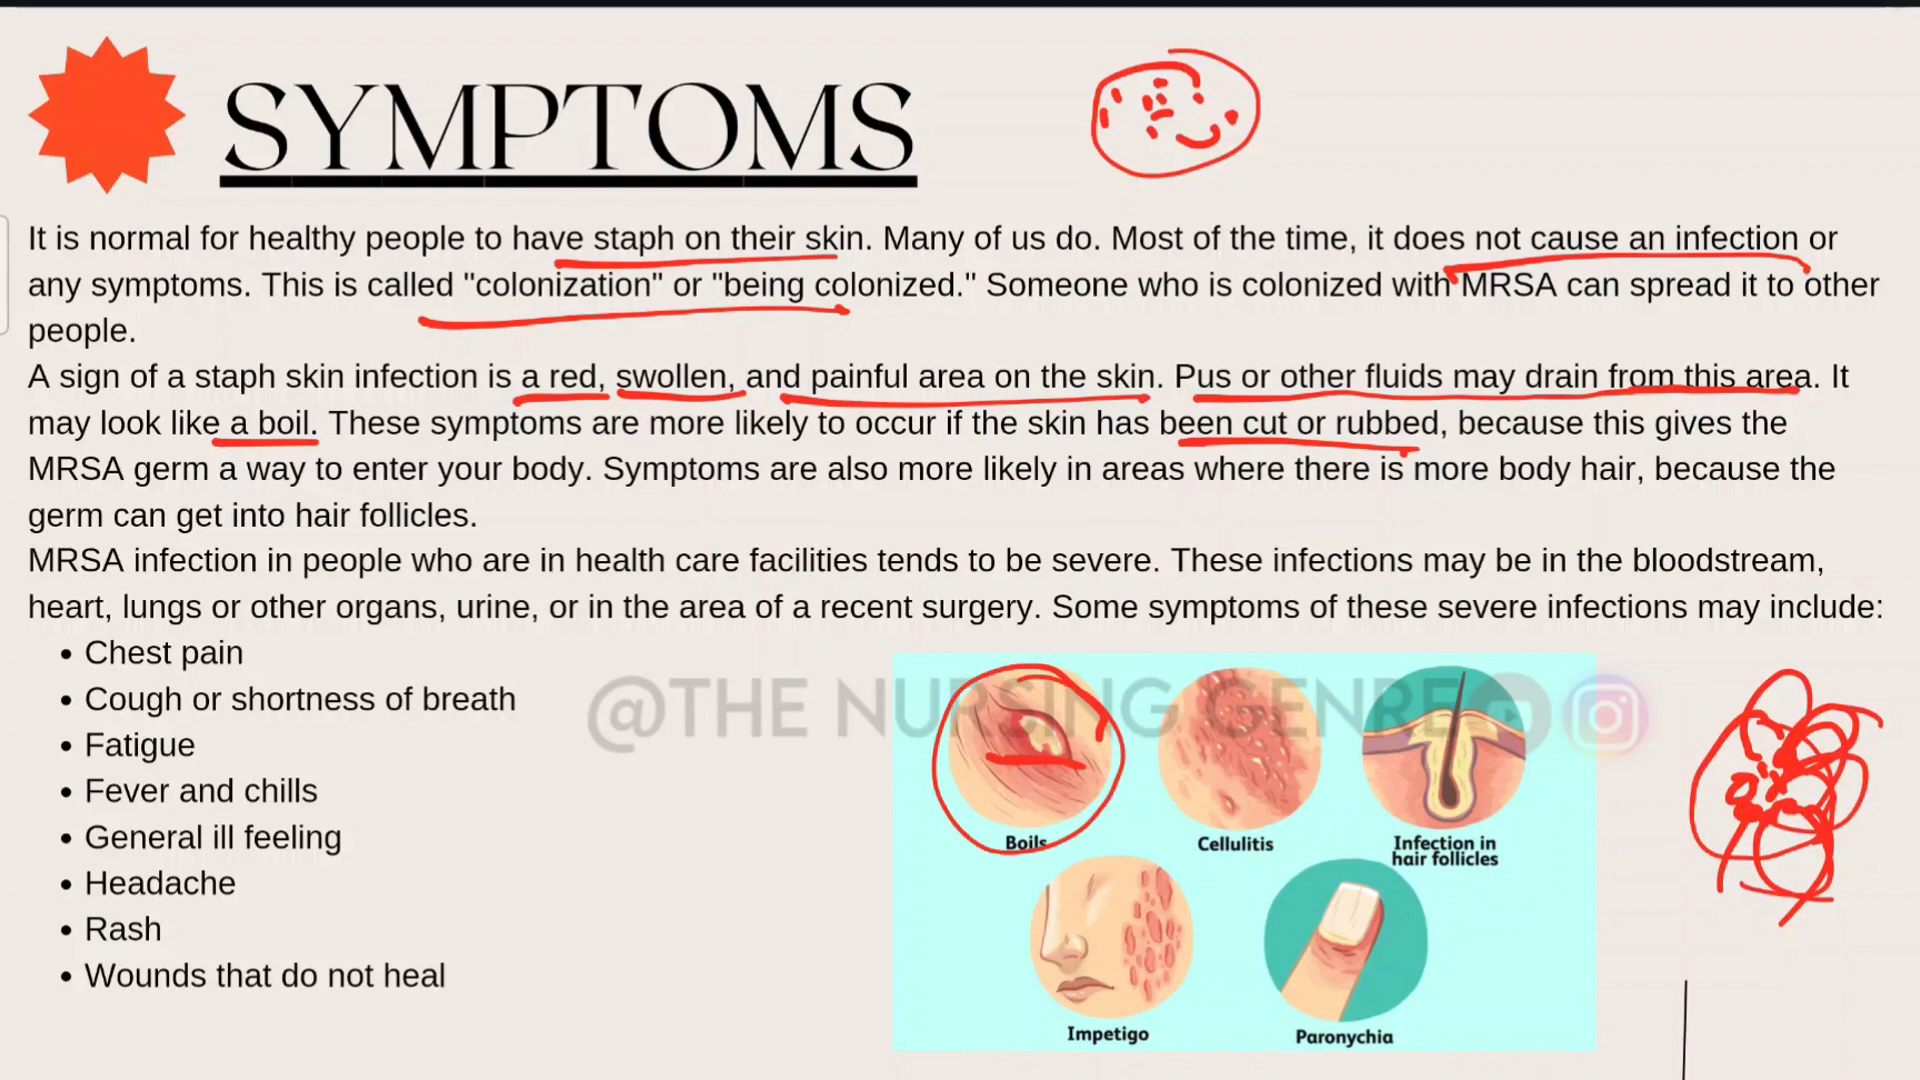 SYMPTOMS
It is normal for healthy people to have staph on their skin. Many of us do. Most of the time, it does not cause an infection or
any symptoms. This is called "colonization" or "being colonized." Someone who is colonized with MRSA can spread it to other
people.
A sign of a staph skin infection is a red, swollen, and painful area on the skin. Pus or other fluids may drain from this area. It
may look like a boil. These symptoms are more likely to occur if the skin has been cut or rubbed, because this gives the
MRSA germ a way to enter your body. Symptoms are also more likely in areas where there is more body hair, because the
germ can get into hair follicles.
MRSA infection in people who are in health care facilities tends to be severe. These infections may be in the bloodstream,
heart, lungs or other organs, urine, or in the area of a recent surgery. Some symptoms of these severe infections may include:
• Chest pain
• Cough or shortness of breath
• Fatigue
• Fever and chills
• General ill feeling
• Headache
• Rash
• Wounds that do not heal
@THE NURSING GENRE
Boils
Cellulitis
Infection in
hair follicles
Impetigo
Paronychia